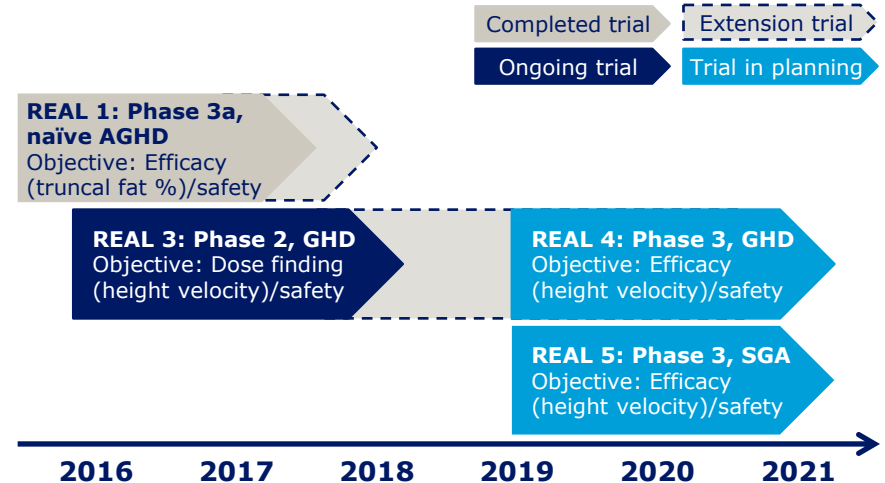 Completed trial
Extension trial
Ongoing trial
Trial in planning
REAL 1: Phase 3a,
naïve AGHD
Objective: Efficacy
(truncal fat %)/safety
REAL 3: Phase 2, GHD
Objective: Dose finding
(height velocity)/safety
REAL 4: Phase 3, GHD
Objective: Efficacy
(height velocity)/safety
REAL 5: Phase 3, SGA
Objective: Efficacy
(height velocity)/safety
2016 2017 2018 2019 2020 2021